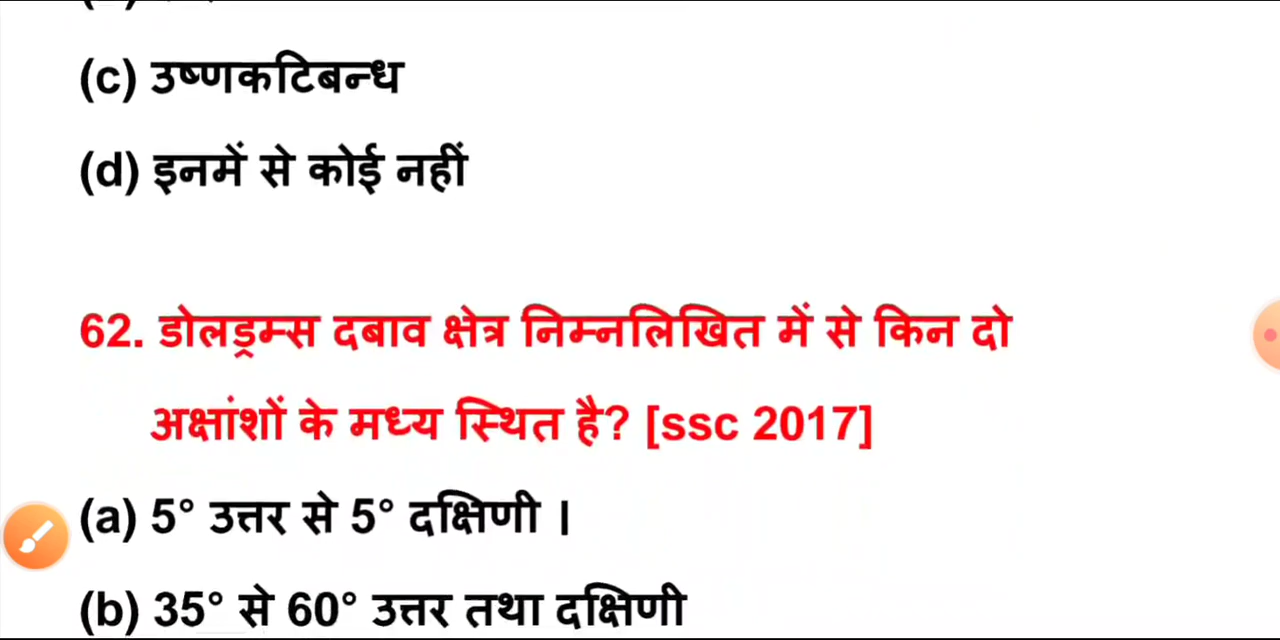 (c) उष्णकटिबन्ध
(d) इनमें से कोई नहीं
62. डोलड्रम्स दबाव क्षेत्र निम्नलिखित में से किन दो
अक्षांशों के मध्य स्थित है? [ssc 2017]
(a) 5° उत्तर से 5° दक्षिणी ।
(b) 35° से 60° उत्तर तथा दक्षिणी